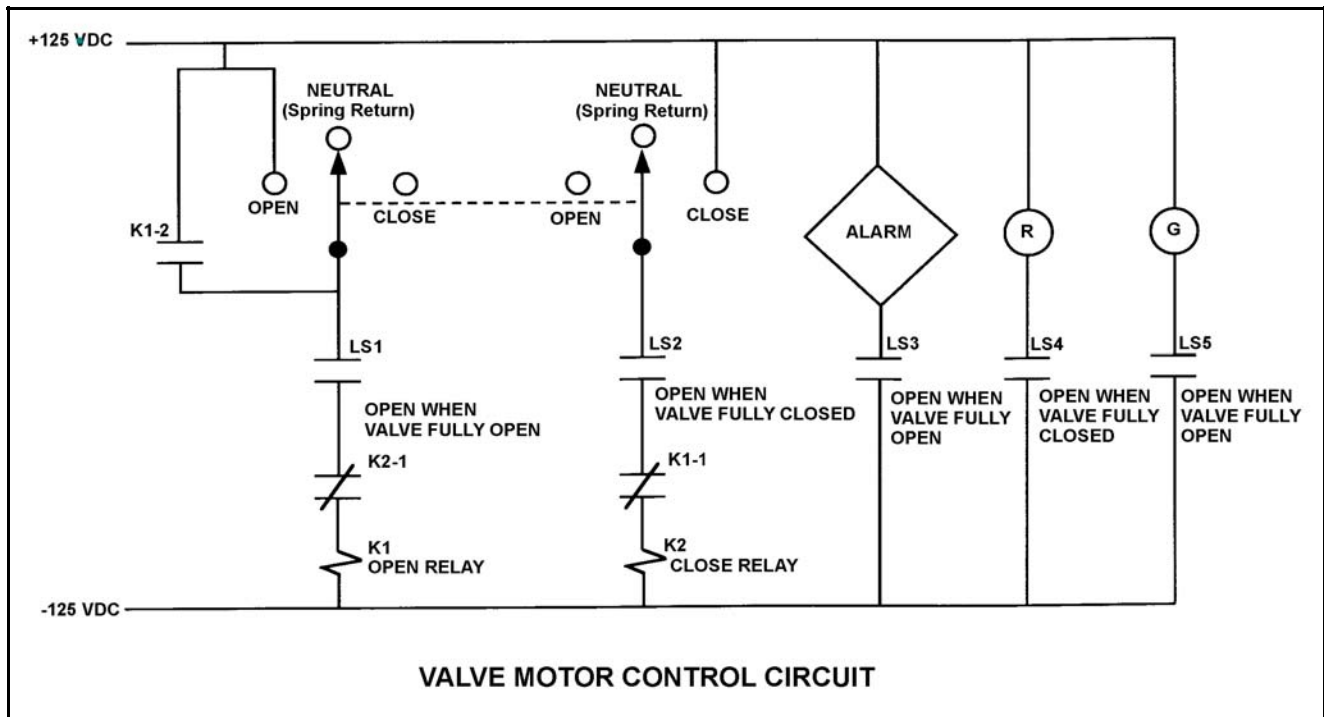 +125 VDC
NEUTRAL
(Spring Return)
NEUTRAL
(Spring Return)
OPEN
CLOSE
OPEN
CLOSE
K1-2
ALARM
R
G
LS1
LS2
LS3
LS4
LS5
OPEN WHEN
VALVE FULLY OPEN
OPEN WHEN
VALVE FULLY CLOSED
OPEN WHEN
VALVE FULLY
OPEN
OPEN WHEN
VALVE FULLY
CLOSED
OPEN WHEN
VALVE FULLY
OPEN
K2-1
K1-1
K1
OPEN RELAY
K2
CLOSE RELAY
-125 VDC
VALVE MOTOR CONTROL CIRCUIT